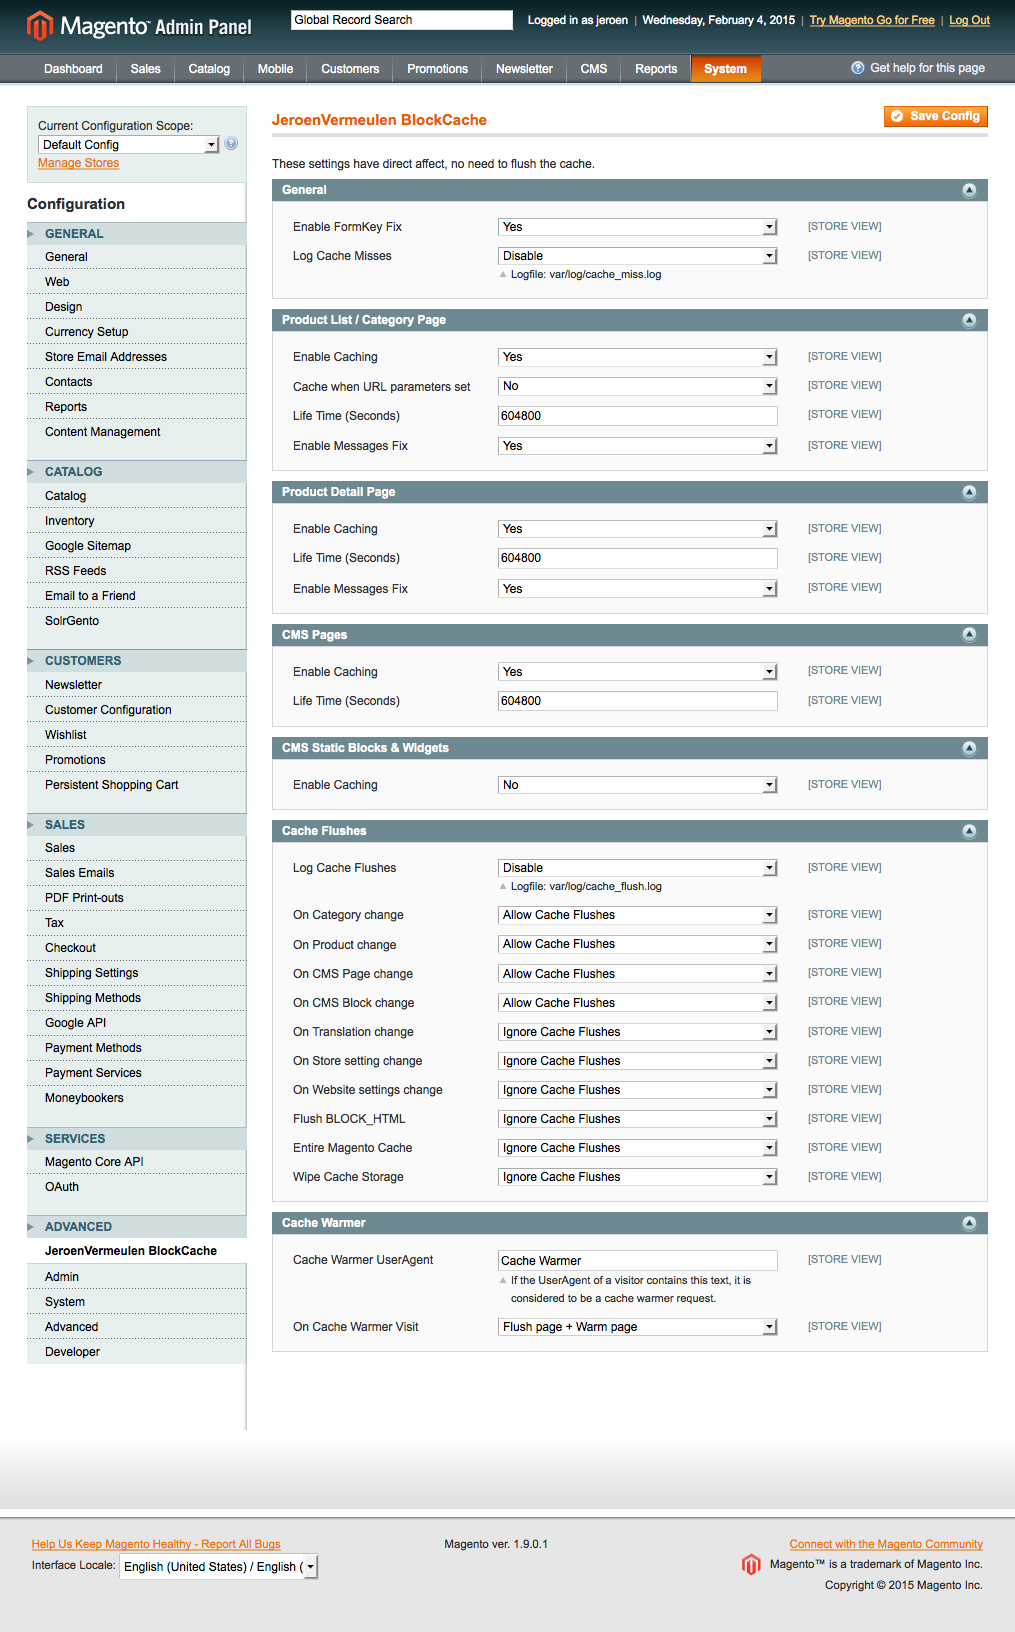 Magento™ Admin Panel
Global Record Search
Logged in as jeroen | Wednesday, February 4, 2015 | Try Magento Go for Free | Log Out
Dashboard Sales Catalog Mobile Customers Promotions Newsletter CMS Reports System
Get help for this page
Current Configuration Scope:
Default Config
Manage Stores
Configuration
GENERAL
General
Web
Design
Currency Setup
Store Email Addresses
Contacts
Reports
Content Management
CATALOG
Catalog
Inventory
Google Sitemap
RSS Feeds
Email to a Friend
SolrGento
CUSTOMERS
Newsletter
Customer Configuration
Wishlist
Promotions
Persistent Shopping Cart
SALES
Sales
Sales Emails
PDF Print-outs
Tax
Checkout
Shipping Settings
Shipping Methods
Google API
Payment Methods
Payment Services
Moneybookers
SERVICES
Magento Core API
OAuth
ADVANCED
JeroenVermeulen BlockCache
Admin
System
Advanced
Developer
JeroenVermeulen BlockCache
Save Config
These settings have direct affect, no need to flush the cache.
General
Enable FormKey Fix Yes [STORE VIEW]
Log Cache Misses Disable [STORE VIEW]
Logfile: var/log/cache_miss.log
Product List / Category Page
Enable Caching Yes [STORE VIEW]
Cache when URL parameters set No [STORE VIEW]
Life Time (Seconds) 604800 [STORE VIEW]
Enable Messages Fix Yes [STORE VIEW]
Product Detail Page
Enable Caching Yes [STORE VIEW]
Life Time (Seconds) 604800 [STORE VIEW]
Enable Messages Fix Yes [STORE VIEW]
CMS Pages
Enable Caching Yes [STORE VIEW]
Life Time (Seconds) 604800 [STORE VIEW]
CMS Static Blocks & Widgets
Enable Caching No [STORE VIEW]
Cache Flushes
Log Cache Flushes Disable [STORE VIEW]
Logfile: var/log/cache_flush.log
On Category change Allow Cache Flushes [STORE VIEW]
On Product change Allow Cache Flushes [STORE VIEW]
On CMS Page change Allow Cache Flushes [STORE VIEW]
On CMS Block change Allow Cache Flushes [STORE VIEW]
On Translation change Ignore Cache Flushes [STORE VIEW]
On Store setting change Ignore Cache Flushes [STORE VIEW]
On Website settings change Ignore Cache Flushes [STORE VIEW]
Flush BLOCK_HTML Ignore Cache Flushes [STORE VIEW]
Entire Magento Cache Ignore Cache Flushes [STORE VIEW]
Wipe Cache Storage Ignore Cache Flushes [STORE VIEW]
Cache Warmer
Cache Warmer UserAgent Cache Warmer [STORE VIEW]
If the UserAgent of a visitor contains this text, it is
considered to be a cache warmer request.
On Cache Warmer Visit Flush page + Warm page [STORE VIEW]
Help Us Keep Magento Healthy - Report All Bugs
Interface Locale: English (United States) / English (
Magento ver. 1.9.0.1
Connect with the Magento Community
Magento™ is a trademark of Magento Inc.
Copyright © 2015 Magento Inc.